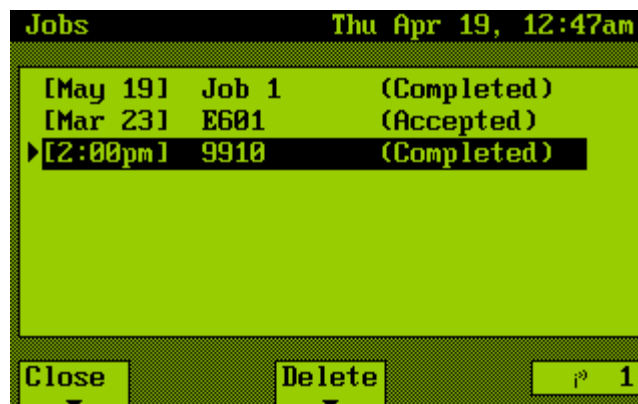 Jobs Thu Apr 19, 12:47am
[May 19] Job 1 (Completed)
[Mar 23] E601 (Accepted)
[2:00pm] 9910 (Completed)
Close Delete 1